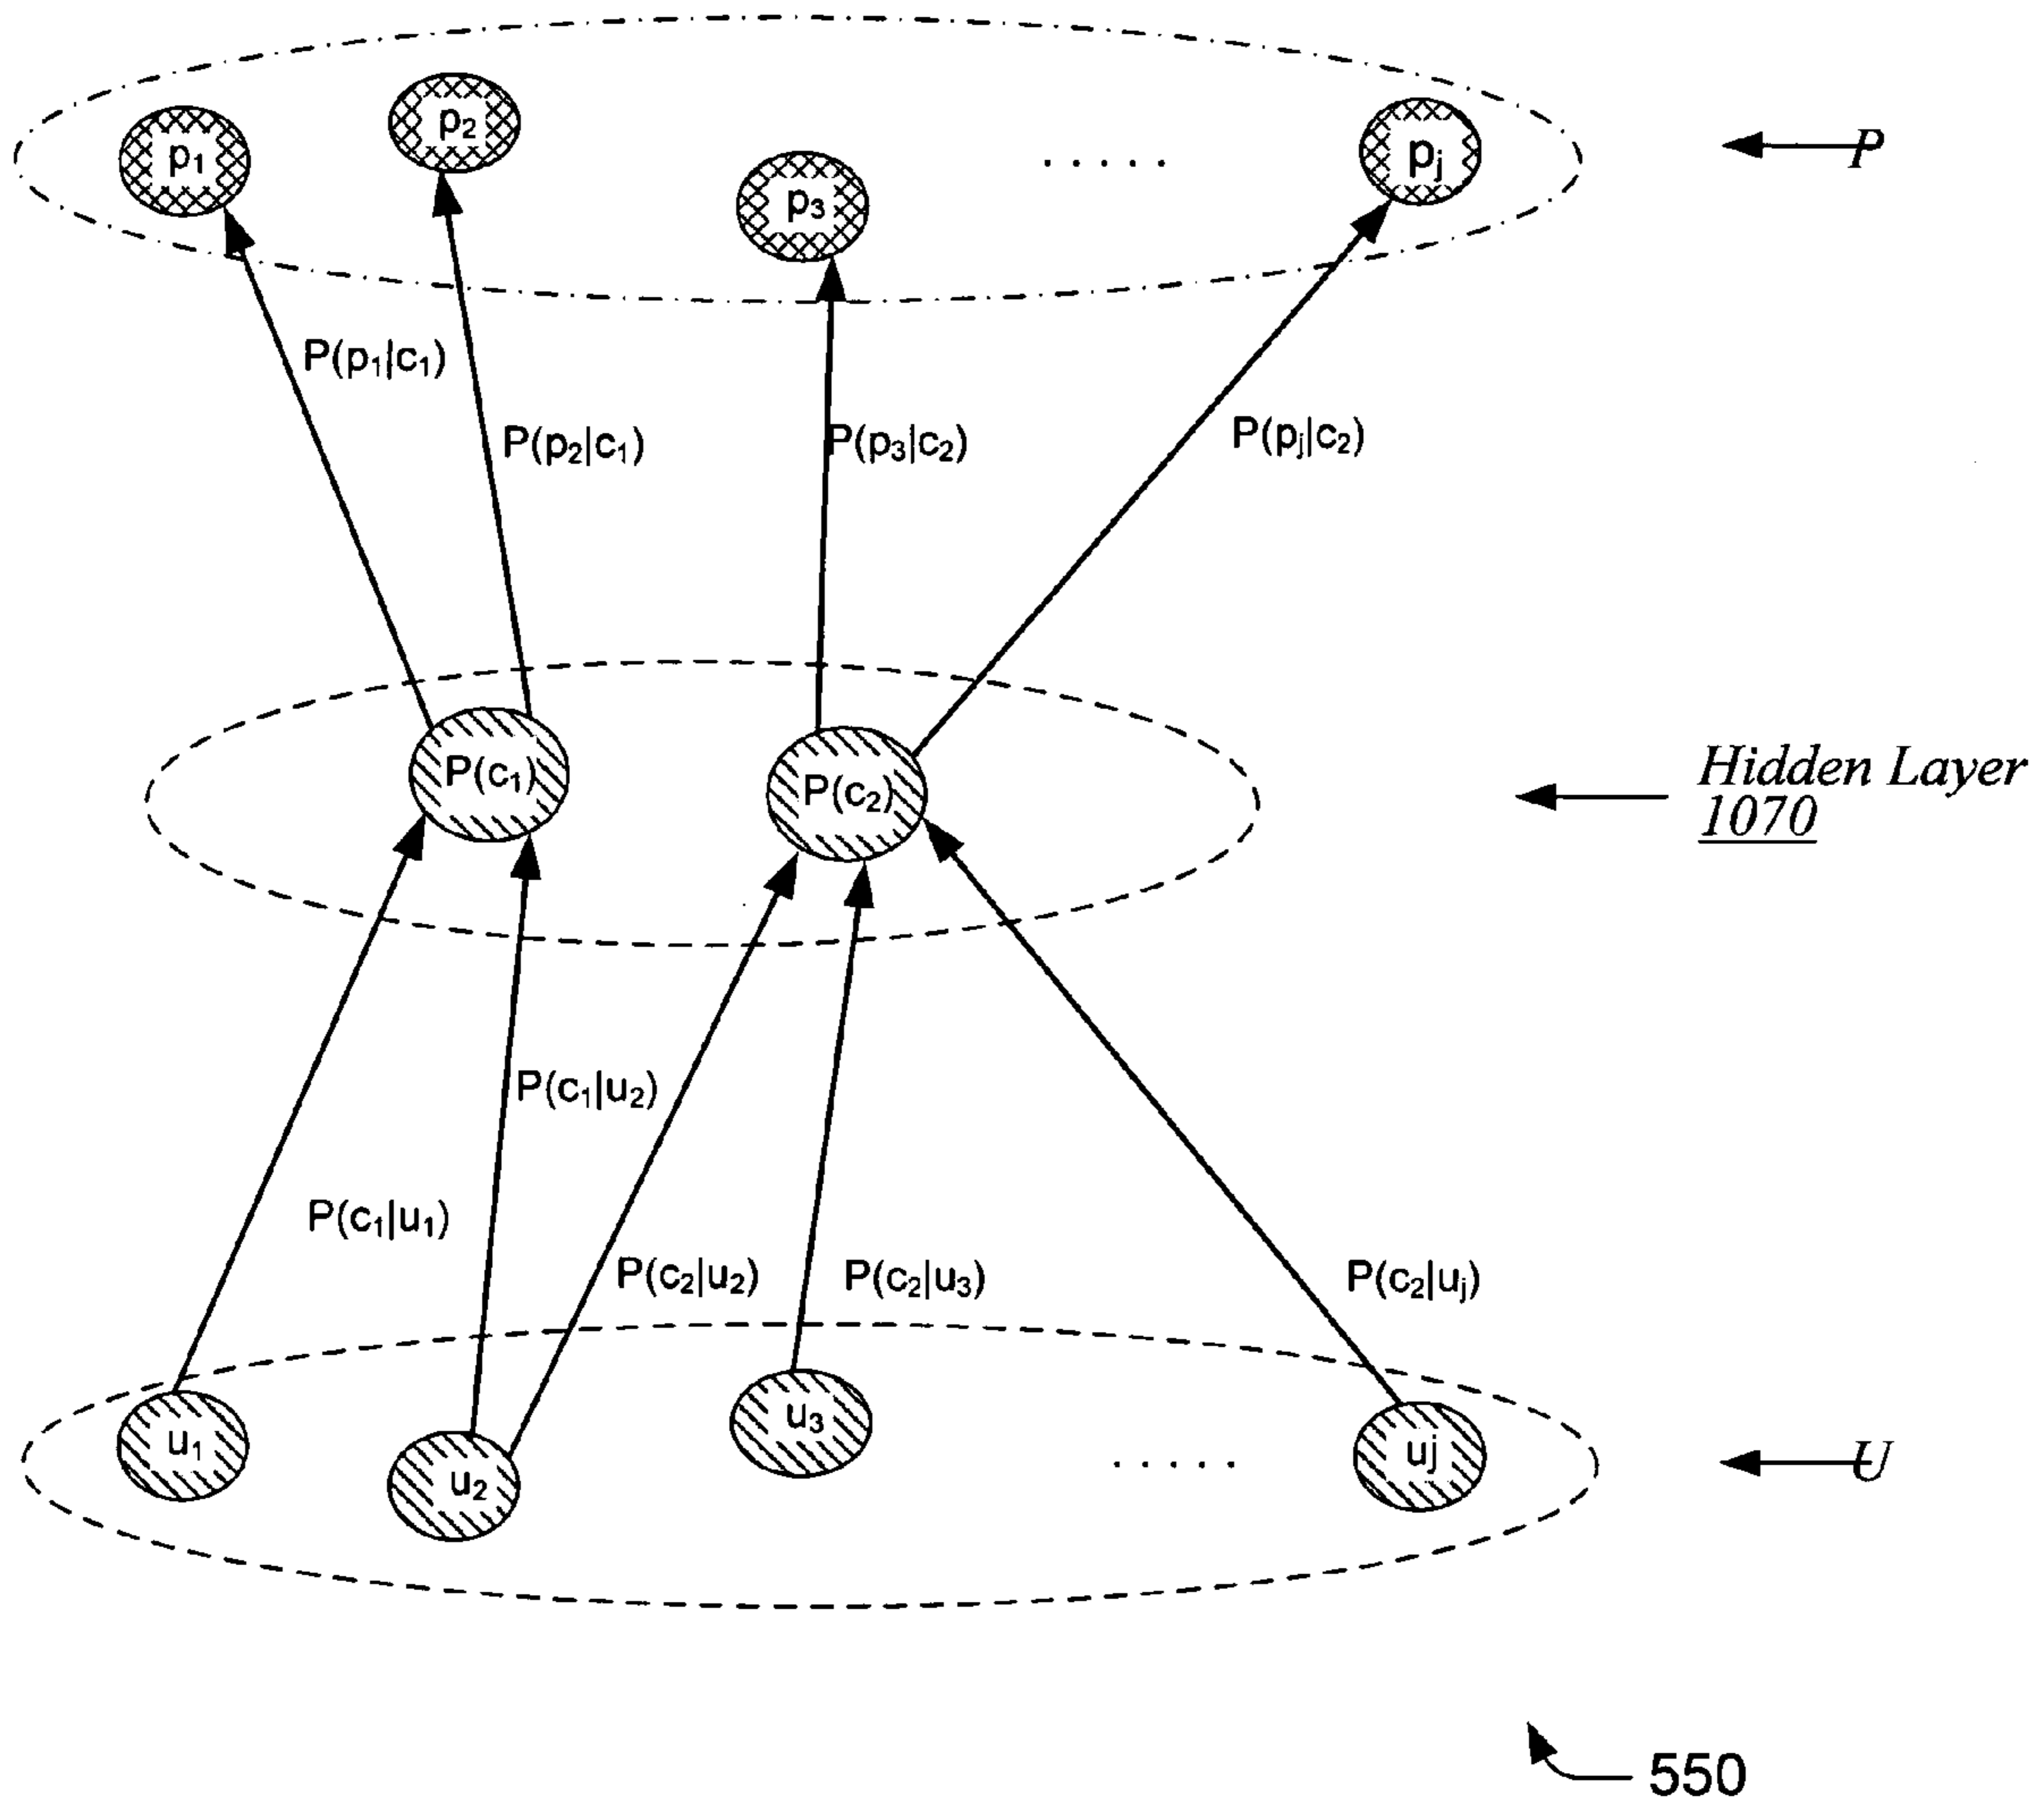 p₁
p₂
p₃
.....
pⱼ
P
P(p₁|c₁)
P(p₂|c₁)
P(p₃|c₂)
P(pⱼ|c₂)
P(c₁)
P(c₂)
Hidden Layer
1070
P(c₁|u₂)
P(c₁|u₁)
P(c₂|u₂)
P(c₂|u₃)
P(c₂|uⱼ)
u₁
u₂
u₃
.....
uj
U
550